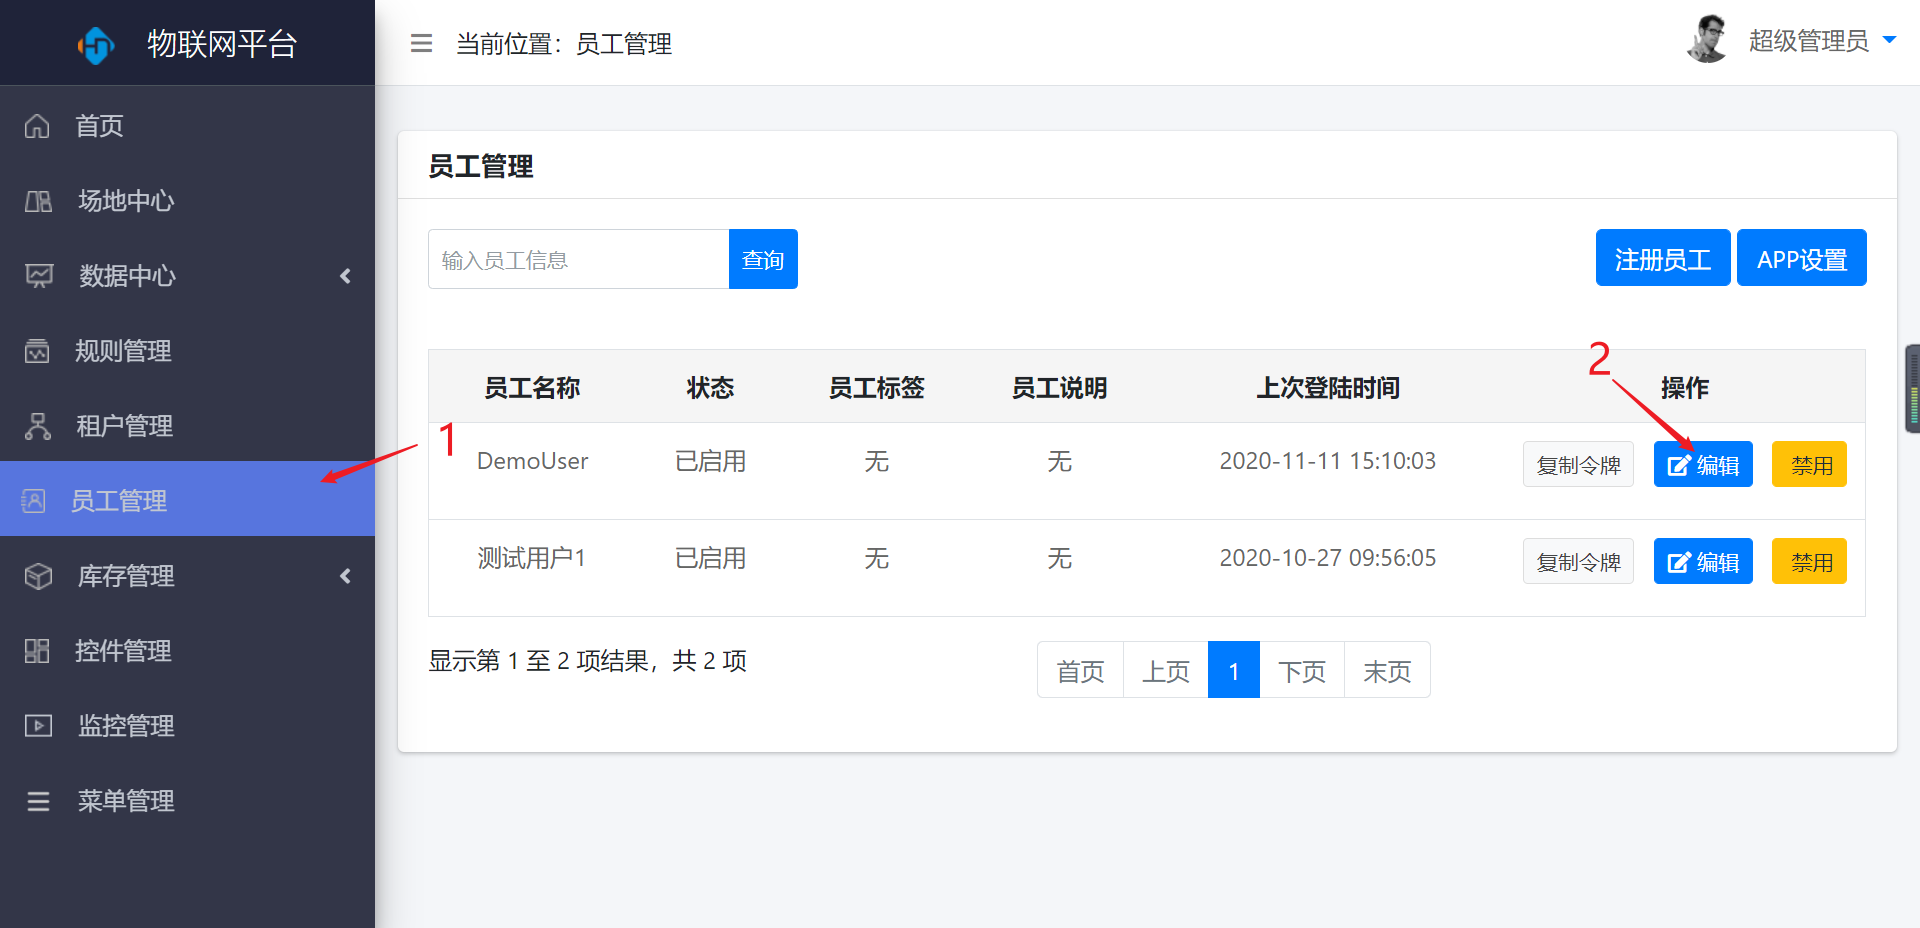 物联网平台
当前位置：员工管理
超级管理员
首页
场地中心
数据中心
规则管理
租户管理
员工管理
库存管理
控件管理
监控管理
菜单管理
员工管理
输入员工信息 查询 注册员工 APP设置
1
2
员工名称 状态 员工标签 员工说明 上次登陆时间 操作
DemoUser 已启用 无 无 2020-11-11 15:10:03 复制令牌 编辑 禁用
测试用户1 已启用 无 无 2020-10-27 09:56:05 复制令牌 编辑 禁用
显示第 1 至 2 项结果，共 2 项
首页 上页 1 下页 末页